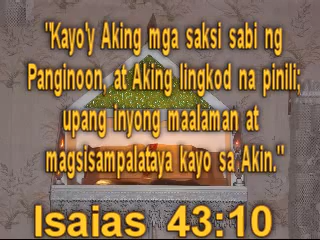 "Kayo'y Aking mga saksi sabi ng
Panginoon, at Aking lingkod na pinili;
upang inyong maalaman at
magsisampalataya kayo sa Akin."
Isaias 43:10